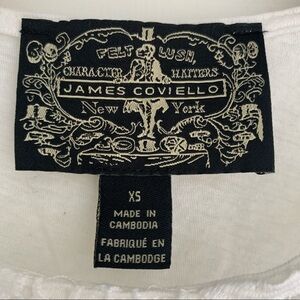 FELT LUSH,
CHARACTER HATTERS
JAMES COVIELLO
New York
XS
MADE IN
CAMBODIA
FABRIQUÉ EN
LA CAMBODGE